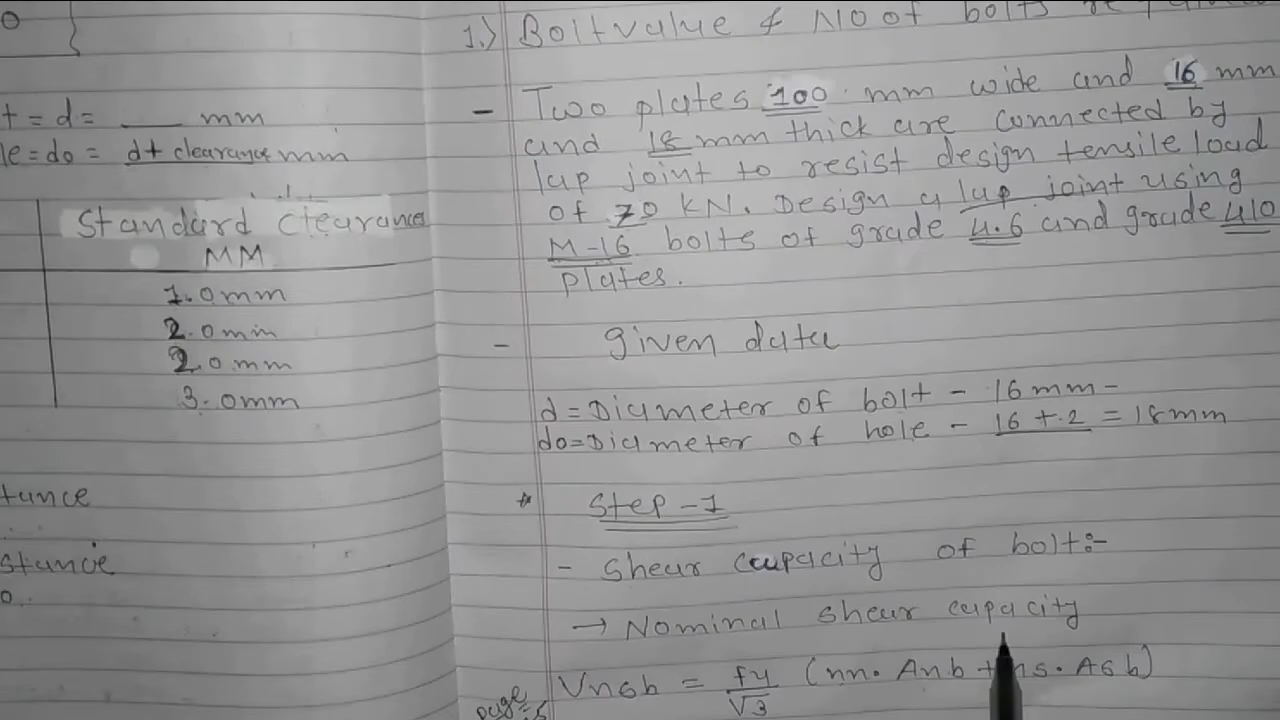 1.) Boltvalue & No of bolts
t = d = ___ mm
le = do = d+ clearance mm
Standard Clearance
MM
1.0mm
2.0mm
2.0mm
3.0mm
tance
stance
- Two plates 100 mm wide and 16 mm
and 18 mm thick are connected by
lap joint to resist design tensile load
of 70 KN. Design a lap joint using
M-16 bolts of grade 4.6 and grade 410
plates.
- given data
d = Diameter of bolt - 16 mm -
do = Diameter of hole - 16 + 2 = 18mm
* Step - 1
- Shear capacity of bolt:-
→ Nominal shear capacity
Vnsb = fu/√3 (nn. Anb + ns. Asb)
page